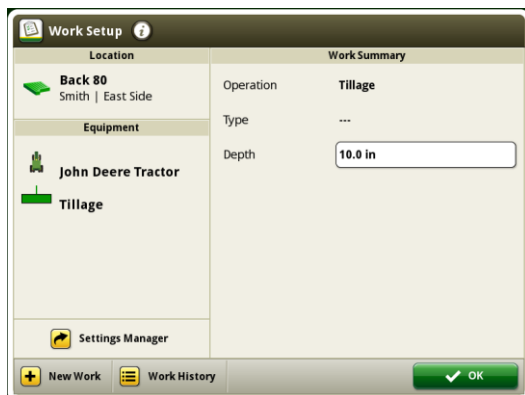 Work Setup i
Location
Back 80
Smith | East Side
Equipment
John Deere Tractor
Tillage
Settings Manager
Work Summary
Operation Tillage
Type ---
Depth 10.0 in
New Work Work History OK